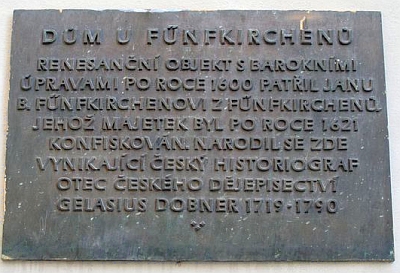 DŮM U FÜNFKIRCHENŮ
RENESANČNÍ OBJEKT S BAROKNÍMI
ÚPRAVAMI PO ROCE 1600 PATŘIL JANU
B. FÜNFKIRCHENOVI Z FÜNFKIRCHENŮ,
JEHOŽ MAJETEK BYL PO ROCE 1621
KONFISKOVÁN. NARODIL SE ZDE
VYNIKAJÍCÍ ČESKÝ HISTORIOGRAF
OTEC ČESKÉHO DĚJEPISECTVÍ
GELASIUS DOBNER 1719-1790